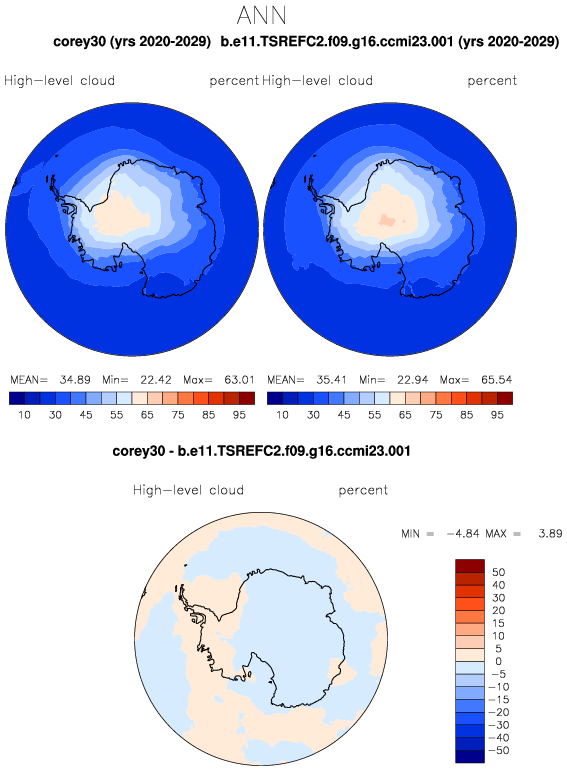 ANN
corey30 (yrs 2020-2029) b.e11.TSREFC2.f09.g16.ccmi23.001 (yrs 2020-2029)
High-level cloud percent High-level cloud percent
MEAN= 34.89 Min= 22.42 Max= 63.01 MEAN= 35.41 Min= 22.94 Max= 65.54
10 30 45 55 65 75 85 95 10 30 45 55 65 75 85 95
corey30 - b.e11.TSREFC2.f09.g16.ccmi23.001
High-level cloud percent
MIN = -4.84 MAX = 3.89
50
40
30
20
15
10
5
0
-5
-10
-15
-20
-30
-40
-50